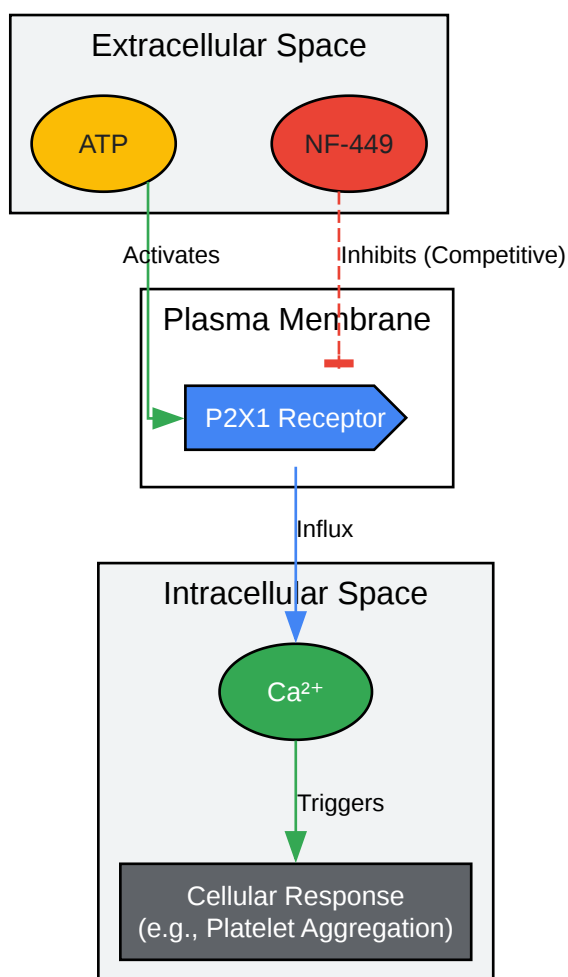 Extracellular Space
ATP
NF-449
Activates
Inhibits (Competitive)
Plasma Membrane
P2X1 Receptor
Influx
Intracellular Space
Ca²⁺
Triggers
Cellular Response
(e.g., Platelet Aggregation)